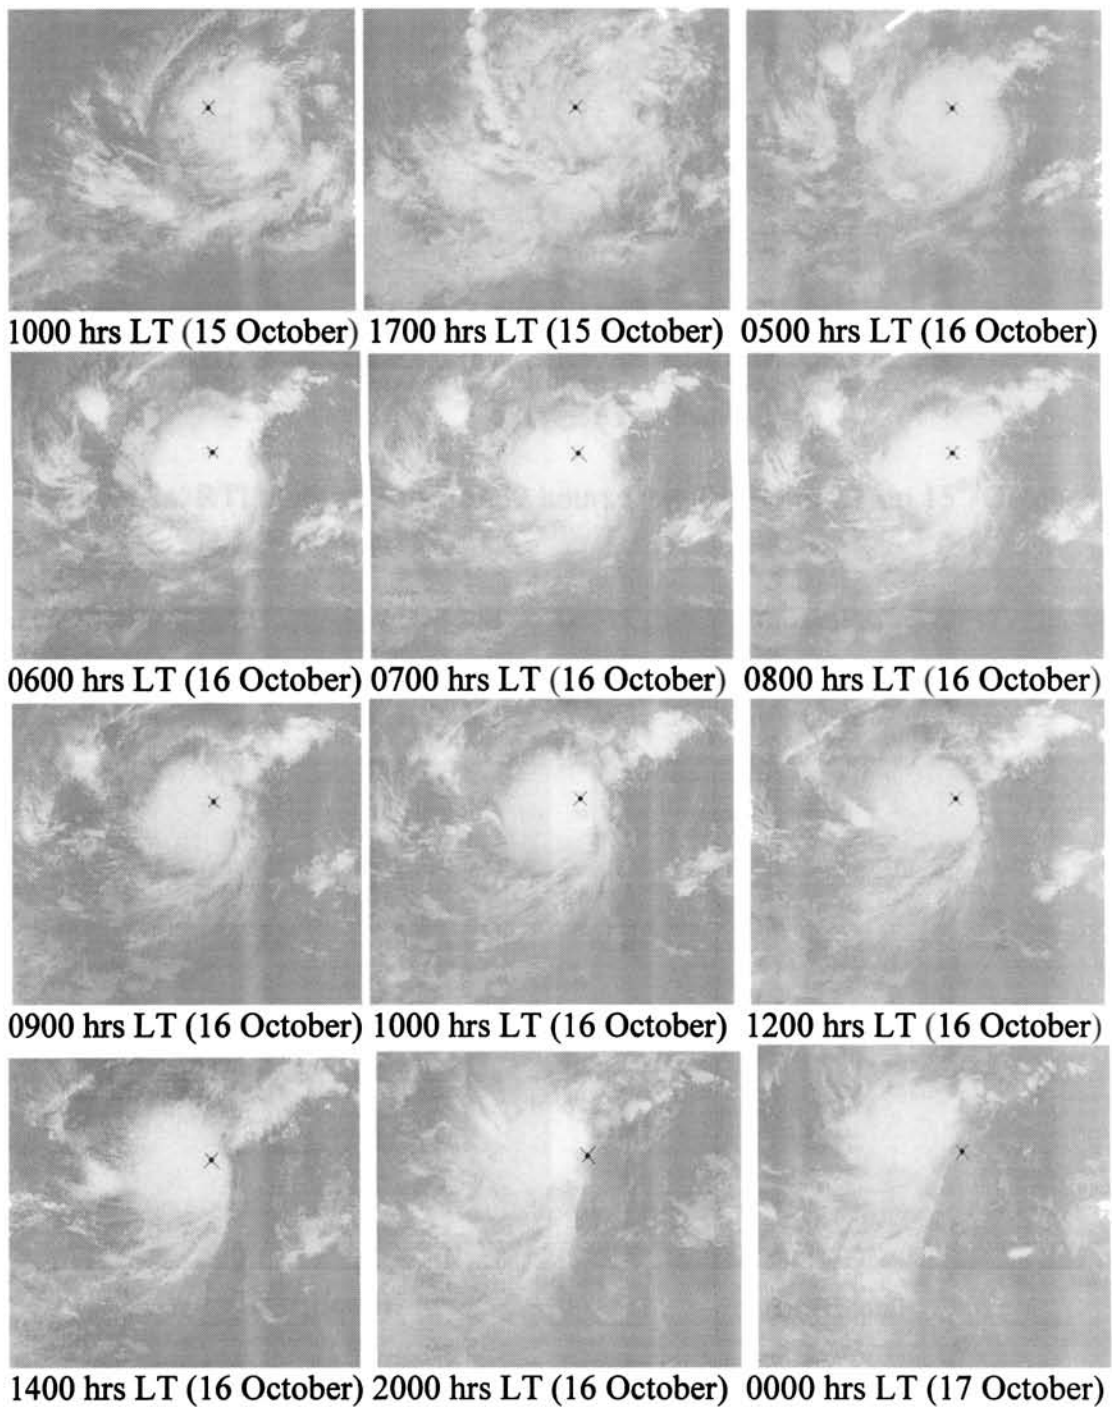 1000 hrs LT (15 October) 1700 hrs LT (15 October) 0500 hrs LT (16 October)
0600 hrs LT (16 October) 0700 hrs LT (16 October) 0800 hrs LT (16 October)
0900 hrs LT (16 October) 1000 hrs LT (16 October) 1200 hrs LT (16 October)
1400 hrs LT (16 October) 2000 hrs LT (16 October) 0000 hrs LT (17 October)